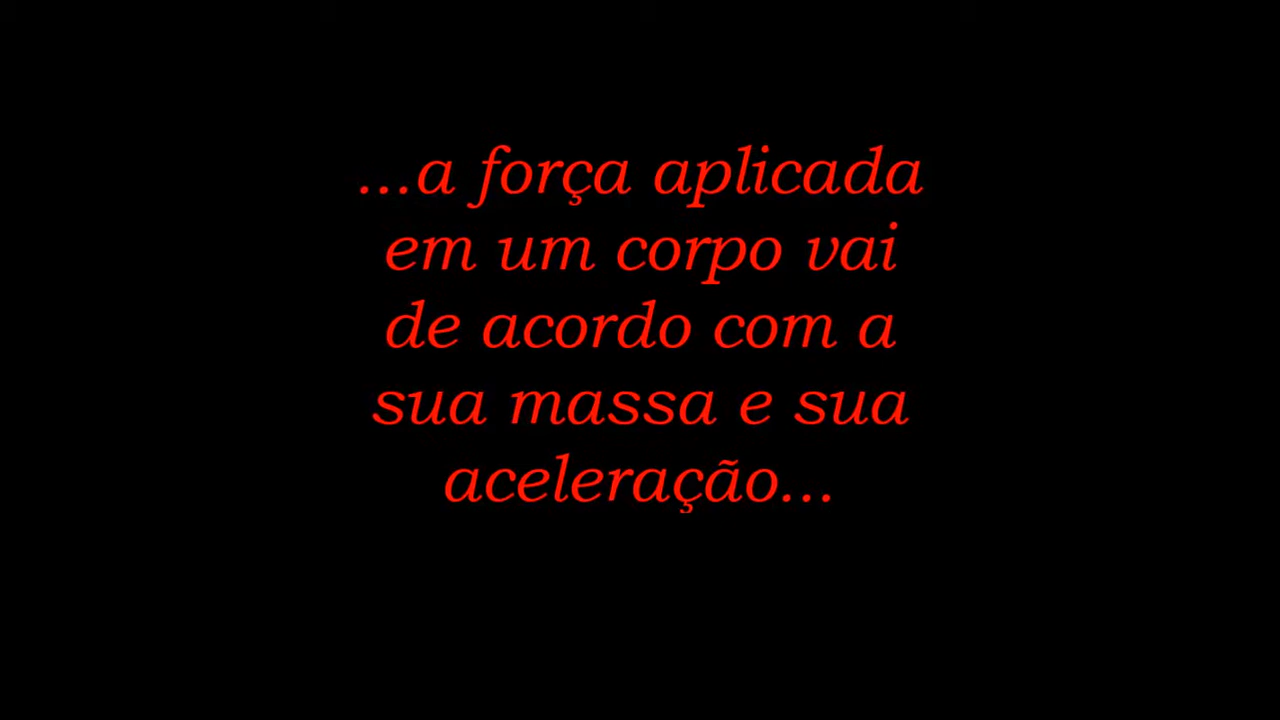 ...a força aplicada
em um corpo vai
de acordo com a
sua massa e sua
aceleração...